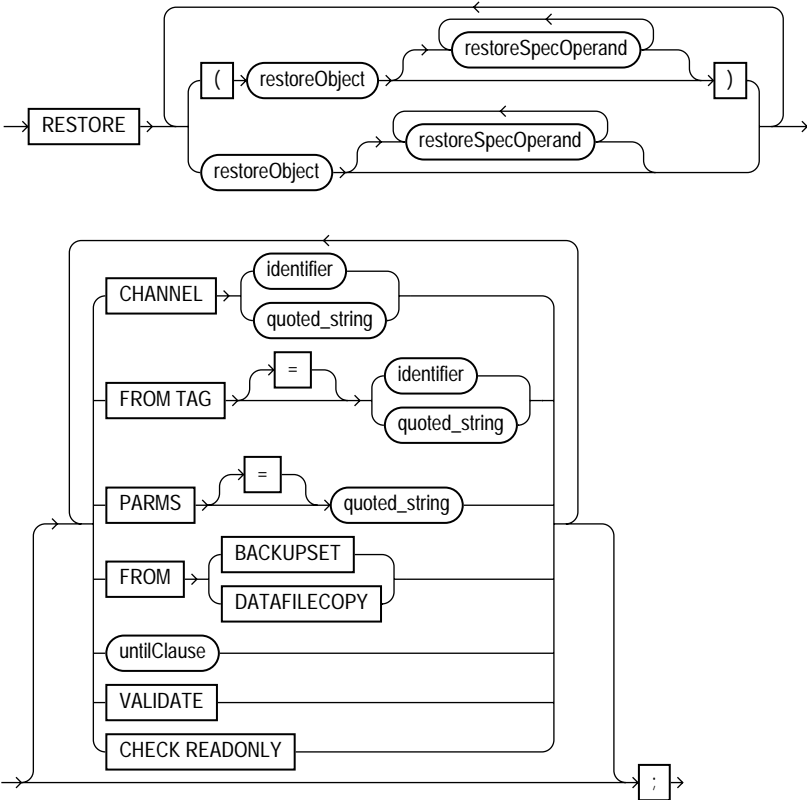 restoreSpecOperand
( restoreObject )
RESTORE
restoreSpecOperand
restoreObject
identifier
CHANNEL
quoted_string
=
identifier
FROM TAG
quoted_string
=
PARMS quoted_string
BACKUPSET
FROM
DATAFILECOPY
untilClause
VALIDATE
CHECK READONLY
;